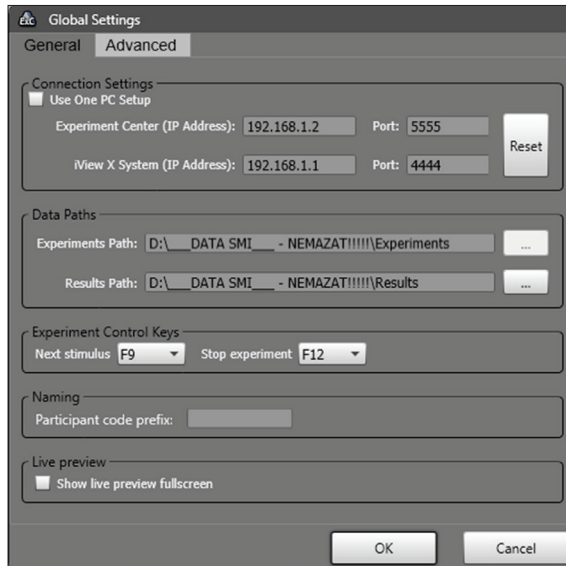 EXC Global Settings
General Advanced
Connection Settings
Use One PC Setup
Experiment Center (IP Address): 192.168.1.2 Port: 5555
Reset
iView X System (IP Address): 192.168.1.1 Port: 4444
Data Paths
Experiments Path: D:\___DATA SMI___ - NEMAZAT!!!!!\Experiments ...
Results Path: D:\___DATA SMI___ - NEMAZAT!!!!!\Results ...
Experiment Control Keys
Next stimulus F9 Stop experiment F12
Naming
Participant code prefix:
Live preview
Show live preview fullscreen
OK Cancel